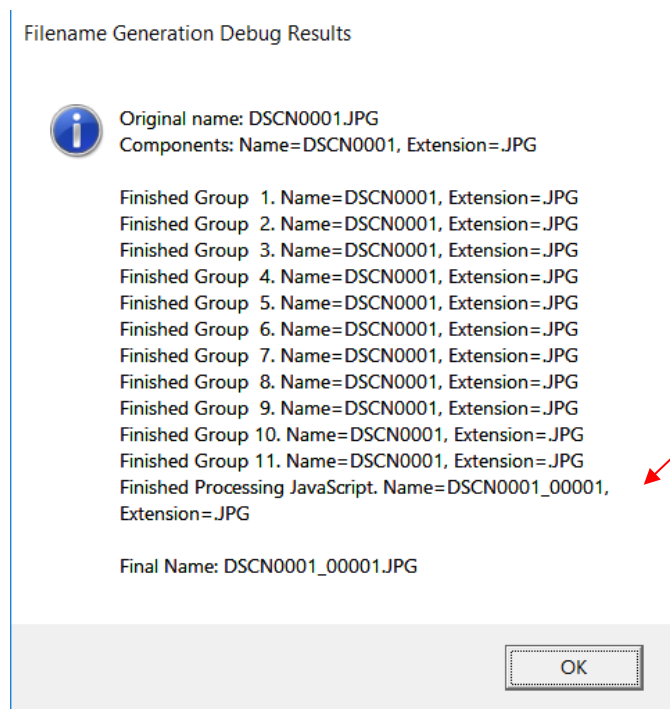 Filename Generation Debug Results
Original name: DSCN0001.JPG
Components: Name=DSCN0001, Extension=.JPG
Finished Group  1. Name=DSCN0001, Extension=.JPG
Finished Group  2. Name=DSCN0001, Extension=.JPG
Finished Group  3. Name=DSCN0001, Extension=.JPG
Finished Group  4. Name=DSCN0001, Extension=.JPG
Finished Group  5. Name=DSCN0001, Extension=.JPG
Finished Group  6. Name=DSCN0001, Extension=.JPG
Finished Group  7. Name=DSCN0001, Extension=.JPG
Finished Group  8. Name=DSCN0001, Extension=.JPG
Finished Group  9. Name=DSCN0001, Extension=.JPG
Finished Group 10. Name=DSCN0001, Extension=.JPG
Finished Group 11. Name=DSCN0001, Extension=.JPG
Finished Processing JavaScript. Name=DSCN0001_00001,
Extension=.JPG
Final Name: DSCN0001_00001.JPG
OK